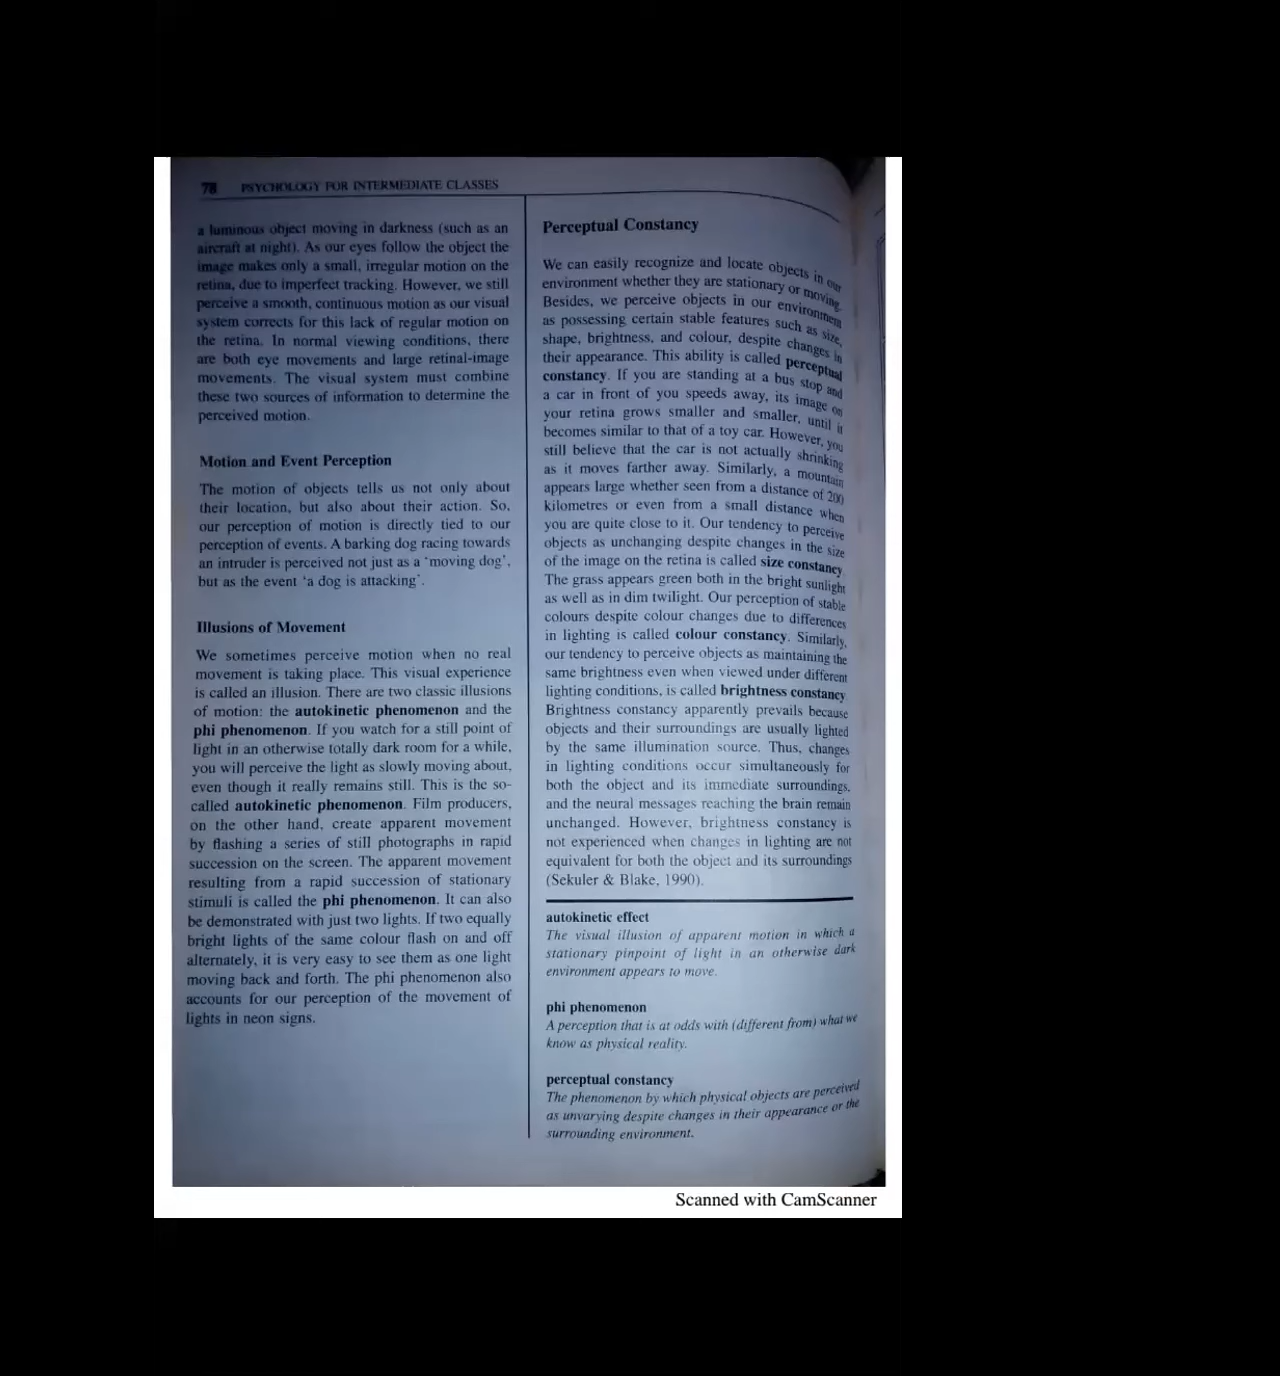 78 PSYCHOLOGY FOR INTERMEDIATE CLASSES
a luminous object moving in darkness (such as an
aircraft at night). As our eyes follow the object the
image makes only a small, irregular motion on the
retina, due to imperfect tracking. However, we still
perceive a smooth, continuous motion as our visual
system corrects for this lack of regular motion on
the retina. In normal viewing conditions, there
are both eye movements and large retinal-image
movements. The visual system must combine
these two sources of information to determine the
perceived motion.
Motion and Event Perception
The motion of objects tells us not only about
their location, but also about their action. So,
our perception of motion is directly tied to our
perception of events. A barking dog racing towards
an intruder is perceived not just as a ‘moving dog’,
but as the event ‘a dog is attacking’.
Illusions of Movement
We sometimes perceive motion when no real
movement is taking place. This visual experience
is called an illusion. There are two classic illusions
of motion: the autokinetic phenomenon and the
phi phenomenon. If you watch for a still point of
light in an otherwise totally dark room for a while,
you will perceive the light as slowly moving about,
even though it really remains still. This is the so-
called autokinetic phenomenon. Film producers,
on the other hand, create apparent movement
by flashing a series of still photographs in rapid
succession on the screen. The apparent movement
resulting from a rapid succession of stationary
stimuli is called the phi phenomenon. It can also
be demonstrated with just two lights. If two equally
bright lights of the same colour flash on and off
alternately, it is very easy to see them as one light
moving back and forth. The phi phenomenon also
accounts for our perception of the movement of
lights in neon signs.
Perceptual Constancy
We can easily recognize and locate objects in our
environment whether they are stationary or moving.
Besides, we perceive objects in our environment
as possessing certain stable features such as size,
shape, brightness, and colour, despite changes in
their appearance. This ability is called perceptual
constancy. If you are standing at a bus stop and
a car in front of you speeds away, its image on
your retina grows smaller and smaller, until it
becomes similar to that of a toy car. However, you
still believe that the car is not actually shrinking
as it moves farther away. Similarly, a mountain
appears large whether seen from a distance of 200
kilometres or even from a small distance when
you are quite close to it. Our tendency to perceive
objects as unchanging despite changes in the size
of the image on the retina is called size constancy.
The grass appears green both in the bright sunlight
as well as in dim twilight. Our perception of stable
colours despite colour changes due to differences
in lighting is called colour constancy. Similarly,
our tendency to perceive objects as maintaining the
same brightness even when viewed under different
lighting conditions, is called brightness constancy.
Brightness constancy apparently prevails because
objects and their surroundings are usually lighted
by the same illumination source. Thus, changes
in lighting conditions occur simultaneously for
both the object and its immediate surroundings,
and the neural messages reaching the brain remain
unchanged. However, brightness constancy is
not experienced when changes in lighting are not
equivalent for both the object and its surroundings
(Sekuler & Blake, 1990).
autokinetic effect
The visual illusion of apparent motion in which a
stationary pinpoint of light in an otherwise dark
environment appears to move.
phi phenomenon
A perception that is at odds with (different from) what we
know as physical reality.
perceptual constancy
The phenomenon by which physical objects are perceived
as unvarying despite changes in their appearance or the
surrounding environment.
Scanned with CamScanner